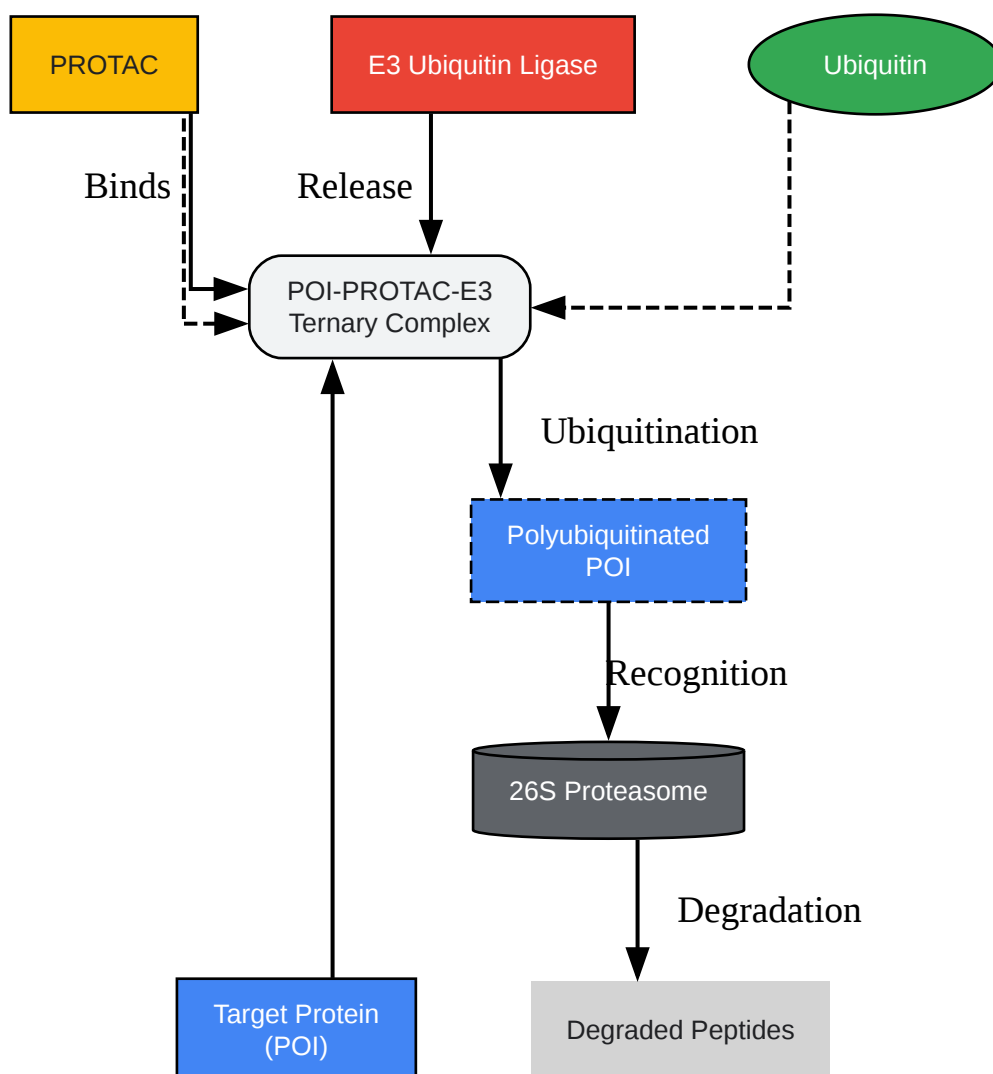 PROTAC
E3 Ubiquitin Ligase
Ubiquitin
Binds
Release
POI-PROTAC-E3
Ternary Complex
Ubiquitination
Polyubiquitinated
POI
Recognition
26S Proteasome
Degradation
Target Protein
(POI)
Degraded Peptides